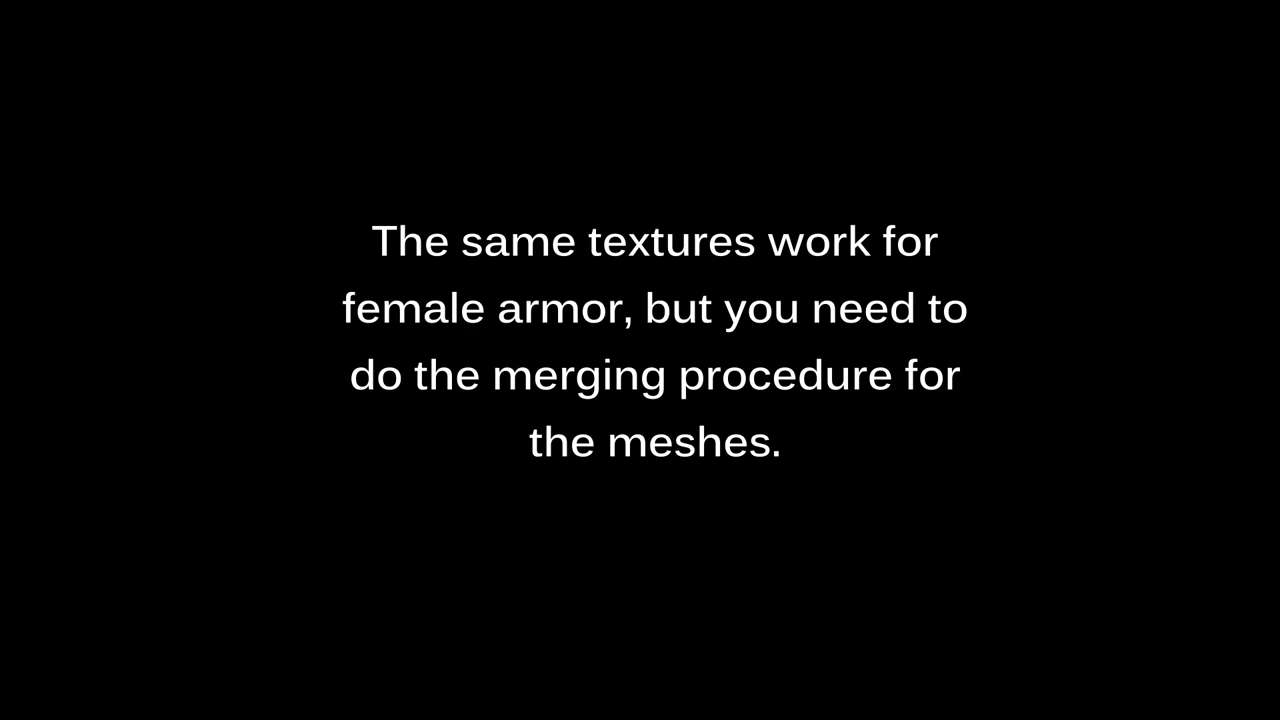 The same textures work for
female armor, but you need to
do the merging procedure for
the meshes.